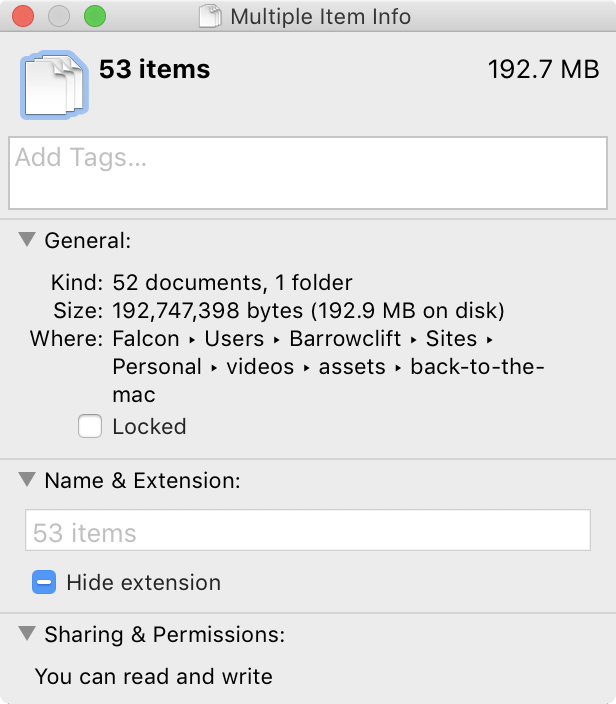 Multiple Item Info
53 items 192.7 MB
Add Tags...
General:
Kind: 52 documents, 1 folder
Size: 192,747,398 bytes (192.9 MB on disk)
Where: Falcon ▸ Users ▸ Barrowclift ▸ Sites ▸
Personal ▸ videos ▸ assets ▸ back-to-the-
mac
Locked
Name & Extension:
53 items
Hide extension
Sharing & Permissions:
You can read and write